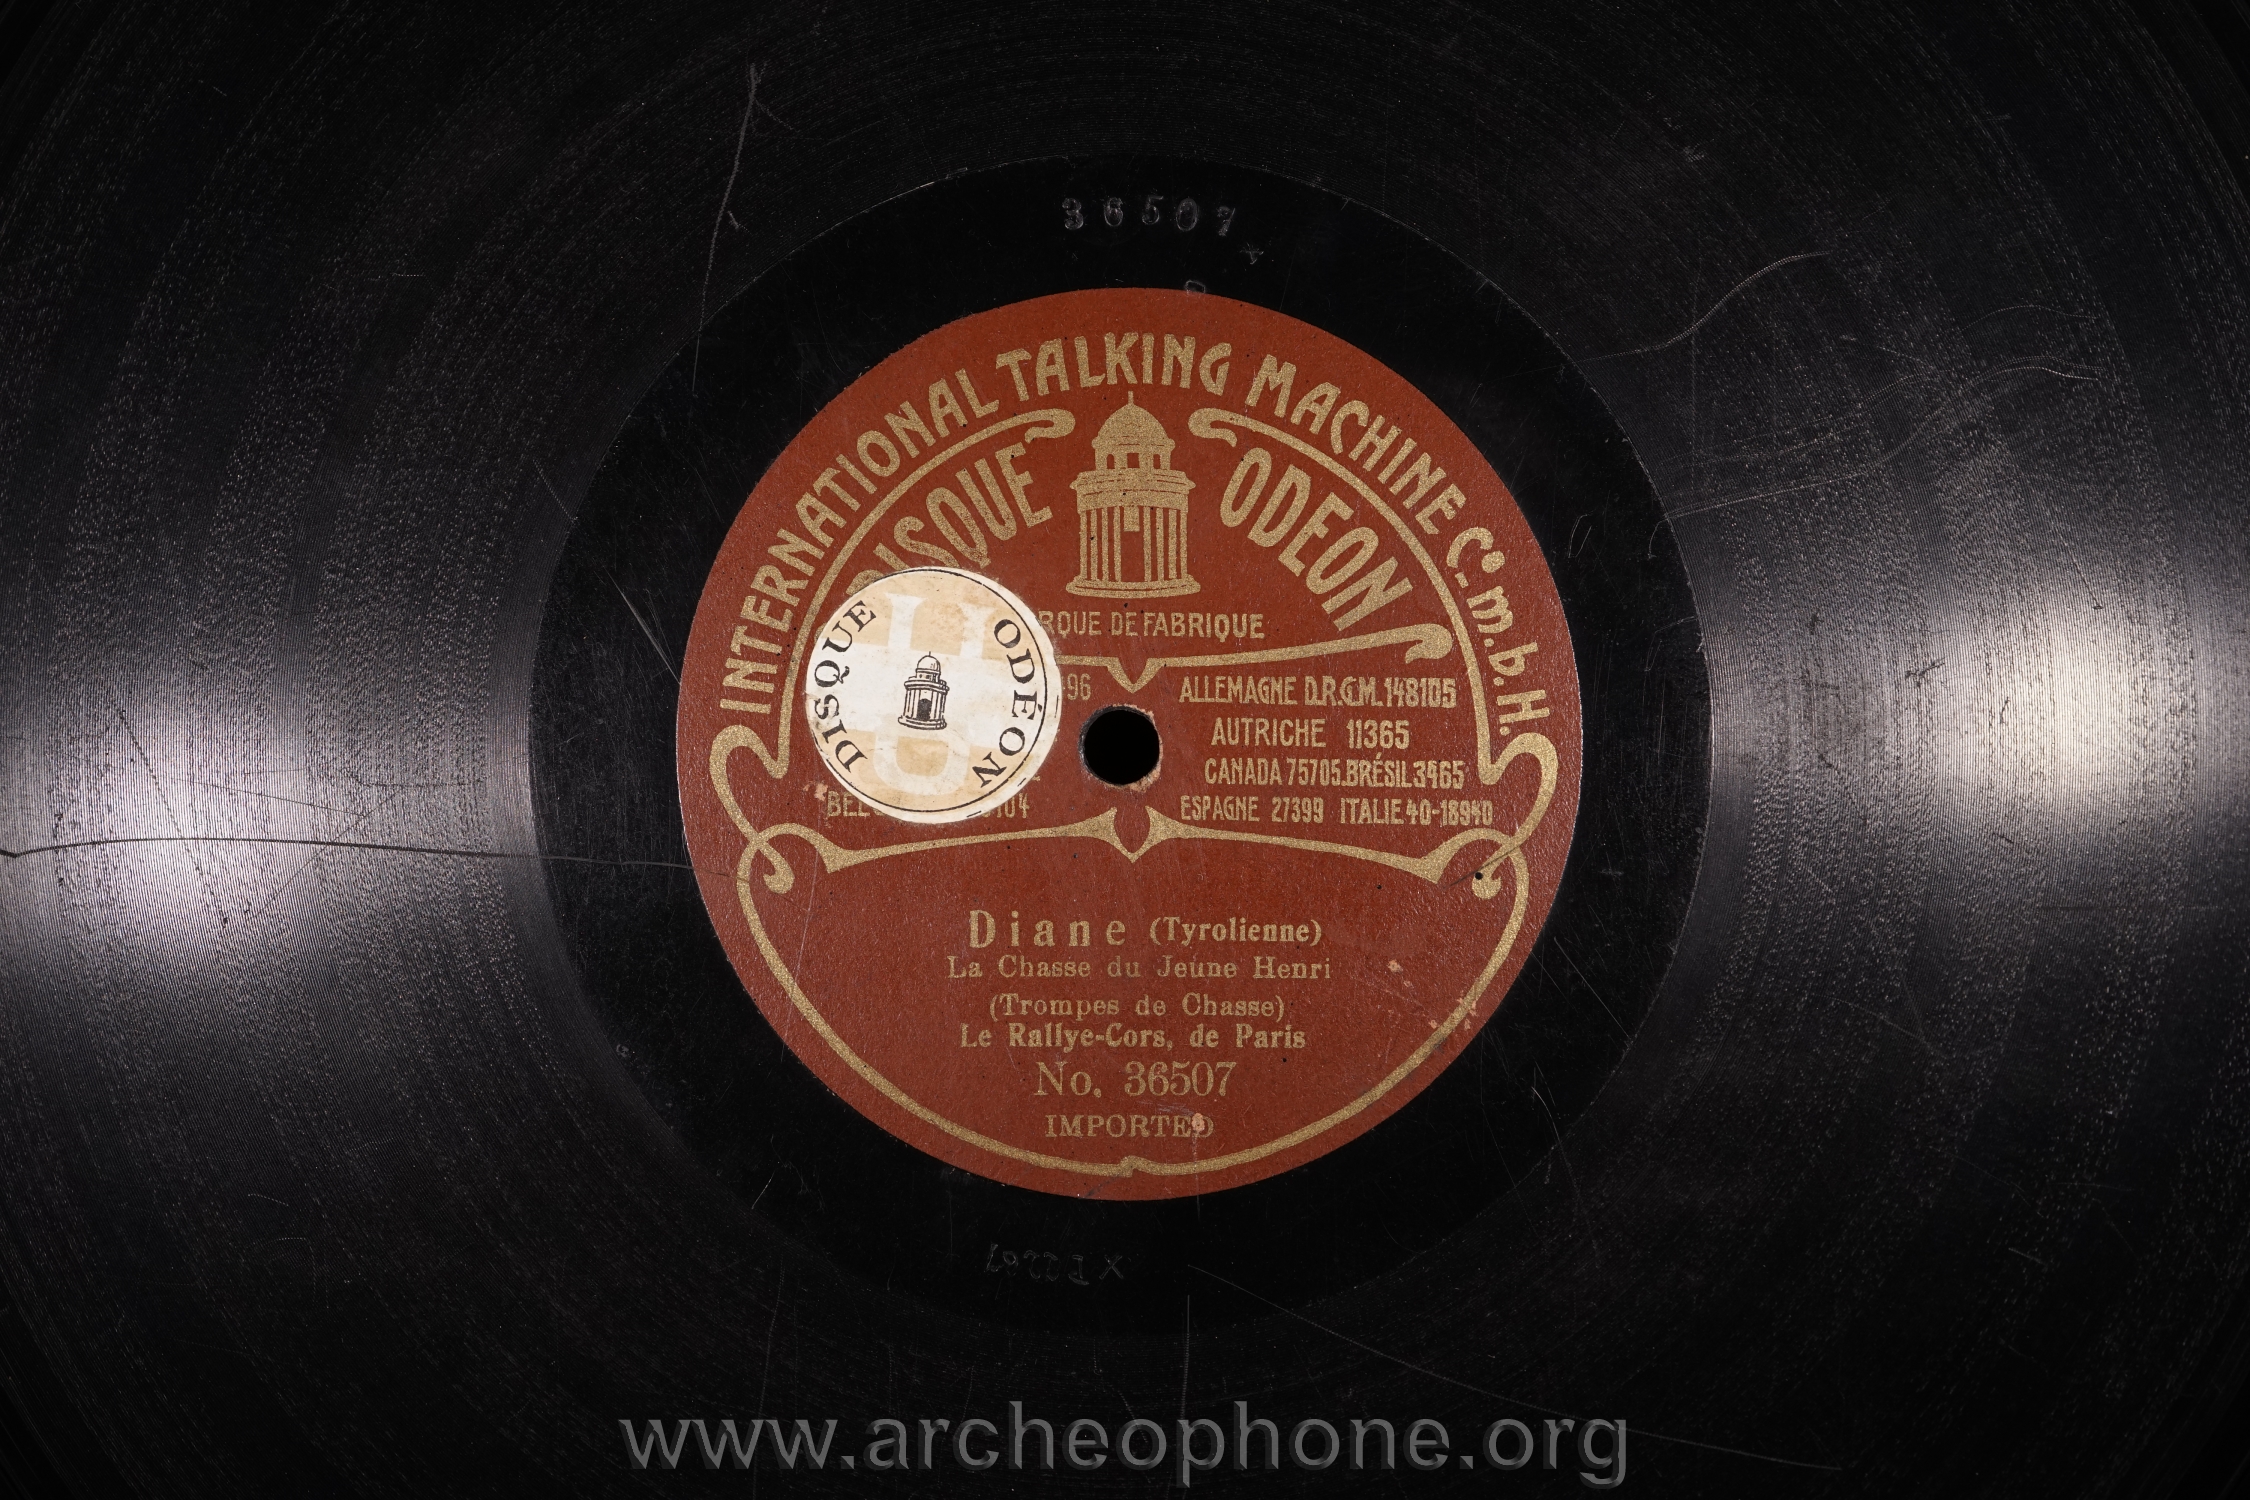 36507
INTERNATIONAL TALKING MACHINE Co. m.b.H.
DISQUE ODEON
RQUE DE FABRIQUE
96
ALLEMAGNE D.R.G.M. 148105
AUTRICHE 11365
CANADA 75705. BRÉSIL 3465
ESPAGNE 27399 ITALIE 40-18940
DISQUE ODÉON
Diane (Tyrolienne)
La Chasse du Jeune Henri
(Trompes de Chasse)
Le Rallye-Cors, de Paris
No. 36507
IMPORTED
www.archeophone.org